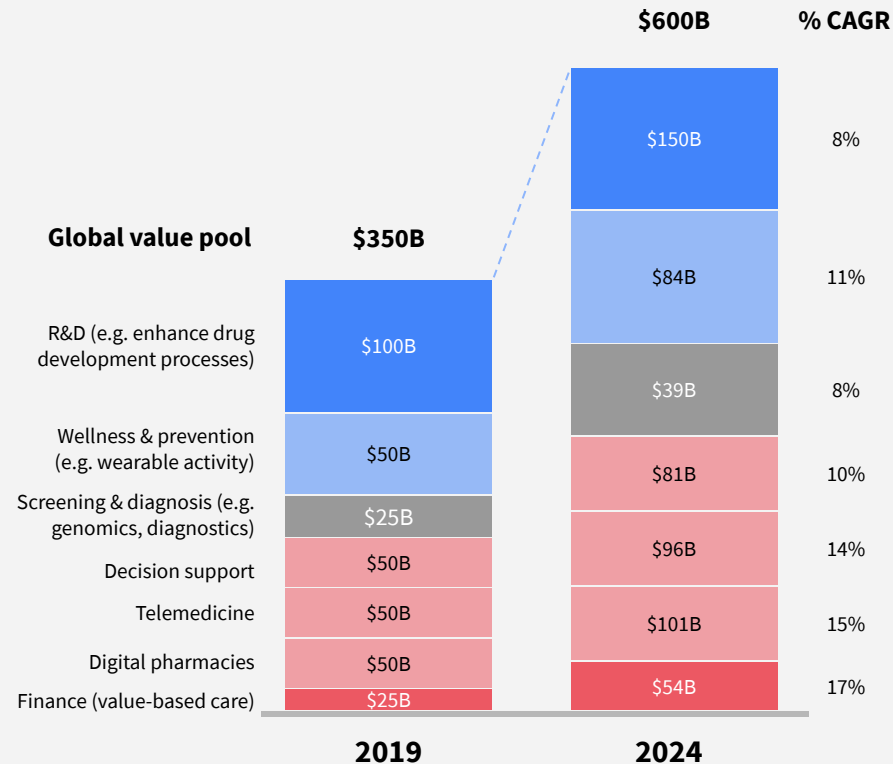 $600B % CAGR
Global value pool $350B
R&D (e.g. enhance drug
development processes) $100B $150B 8%
Wellness & prevention
(e.g. wearable activity) $50B $84B 11%
Screening & diagnosis (e.g.
genomics, diagnostics) $25B $39B 8%
Decision support $50B $81B 10%
Telemedicine $50B $96B 14%
Digital pharmacies $50B $101B 15%
Finance (value-based care) $25B $54B 17%
2019 2024